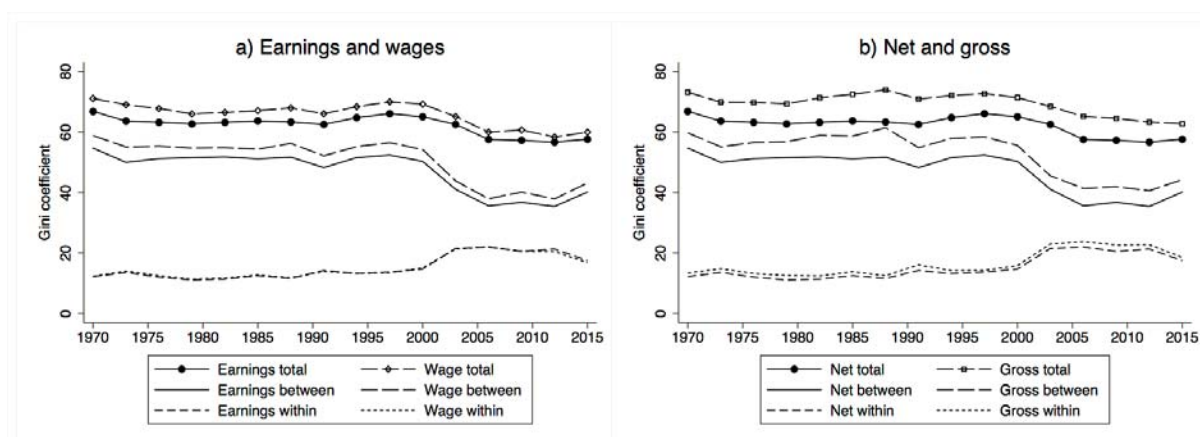 a) Earnings and wages
Gini coefficient
80
60
40
20
0
1970 1975 1980 1985 1990 1995 2000 2005 2010 2015
Earnings total Wage total
Earnings between Wage between
Earnings within Wage within
b) Net and gross
Gini coefficient
80
60
40
20
0
1970 1975 1980 1985 1990 1995 2000 2005 2010 2015
Net total Gross total
Net between Gross between
Net within Gross within